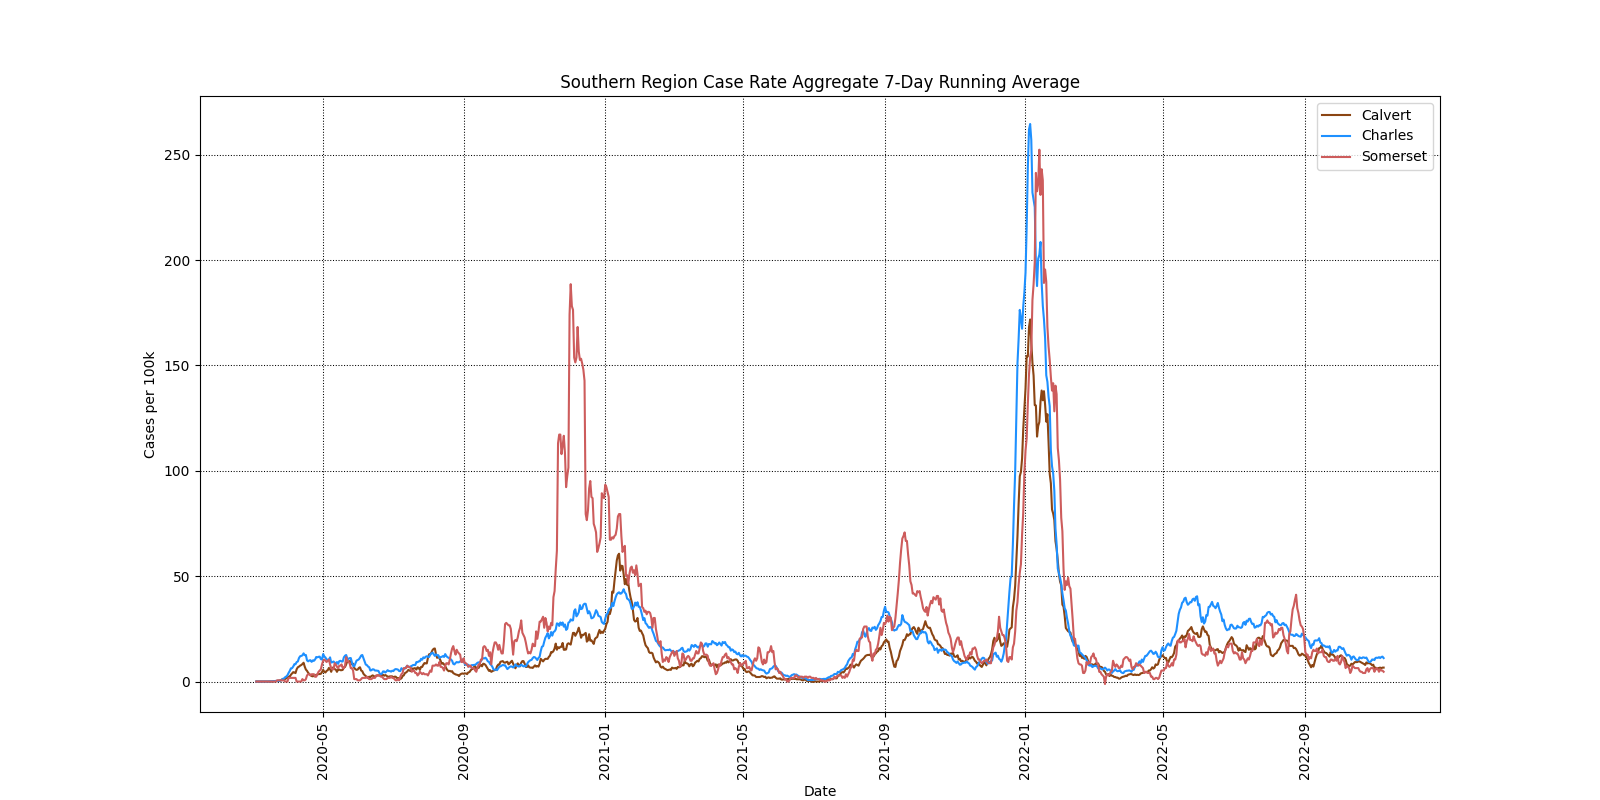 Southern Region Case Rate Aggregate 7-Day Running Average
Calvert
Charles
Somerset
Cases per 100k
250
200
150
100
50
0
2020-05
2020-09
2021-01
2021-05
2021-09
2022-01
2022-05
2022-09
Date